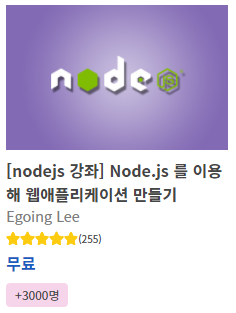 node
JS
[nodejs 강좌] Node.js 를 이용
해 웹애플리케이션 만들기
Egoing Lee
(255)
무료
+3000명